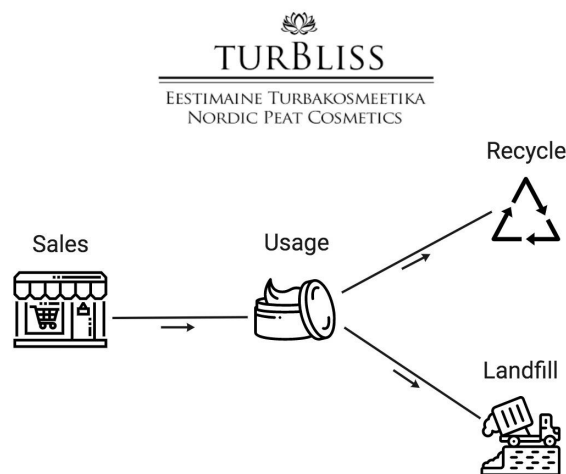 TURBLISS
EESTIMAINE TURBAKOSMEETIKA
NORDIC PEAT COSMETICS
Recycle
Sales
Usage
Landfill